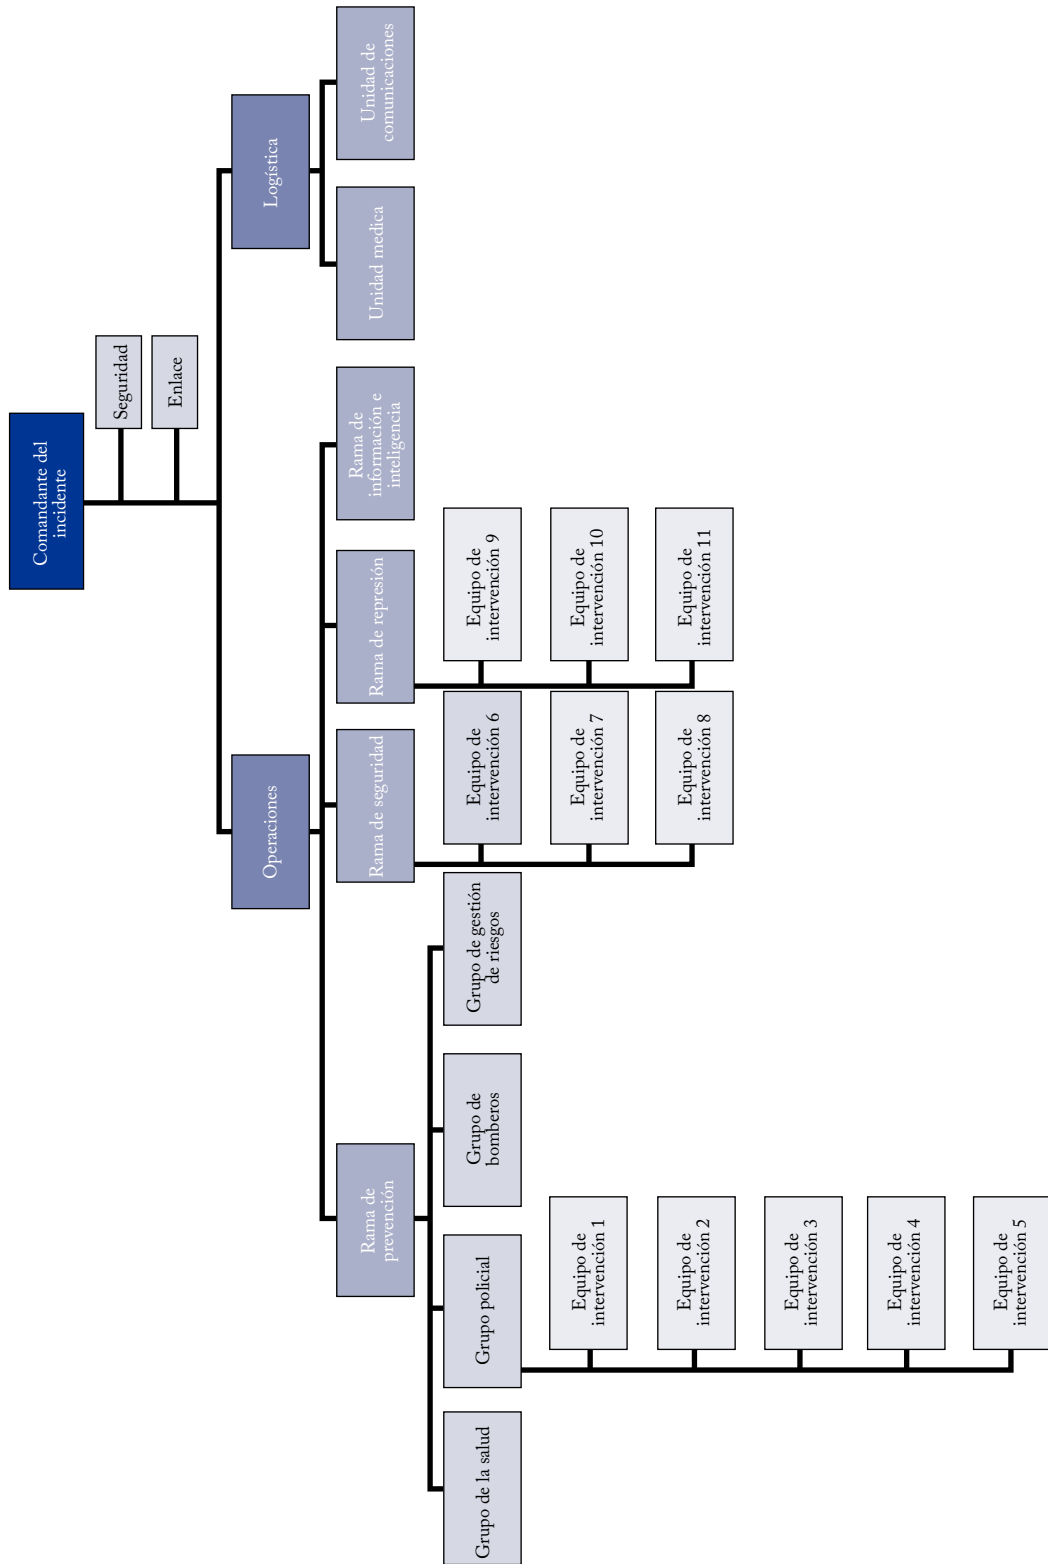 Comandante del
incidente
Seguridad
Enlace
Operaciones
Logística
Rama de
prevención
Rama de seguridad
Rama de represión
Rama de
información e
inteligencia
Unidad medica
Unidad de
comunicaciones
Grupo de la salud
Grupo policial
Grupo de
bomberos
Grupo de gestión
de riesgos
Equipo de
intervención 1
Equipo de
intervención 2
Equipo de
intervención 3
Equipo de
intervención 4
Equipo de
intervención 5
Equipo de
intervención 6
Equipo de
intervención 7
Equipo de
intervención 8
Equipo de
intervención 9
Equipo de
intervención 10
Equipo de
intervención 11